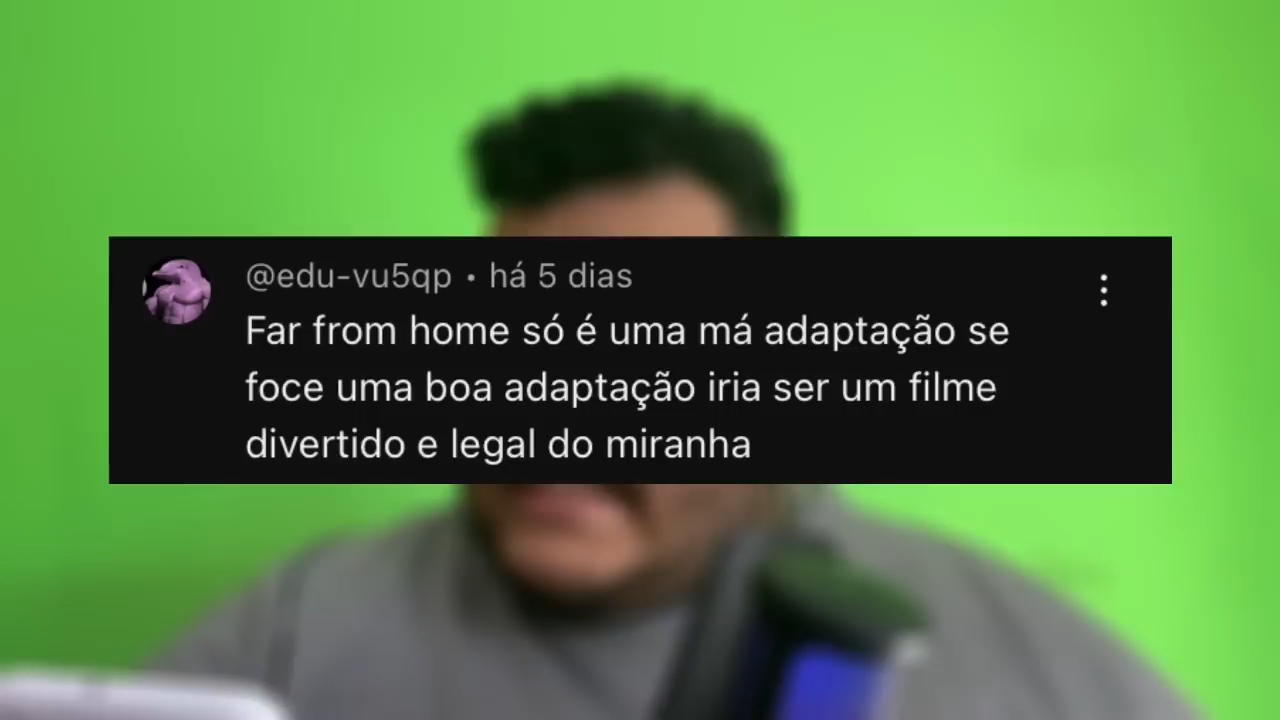 @edu-vu5qp • há 5 dias
Far from home só é uma má adaptação se
foce uma boa adaptação iria ser um filme
divertido e legal do miranha